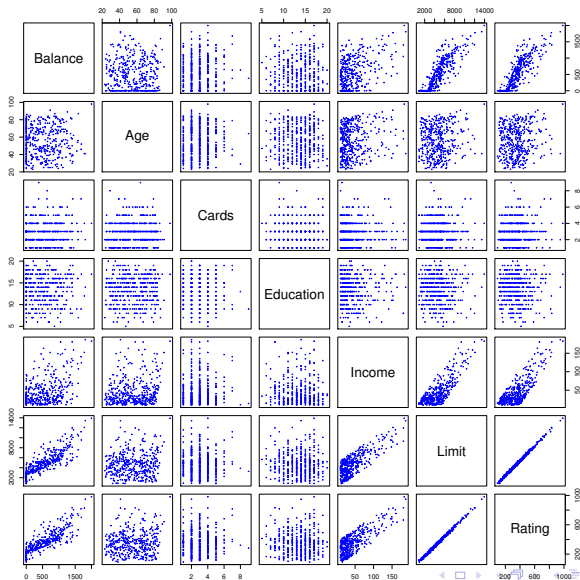 20 40 60 80 100
5 10 15 20
2000 8000 14000
Balance
0 500 1500
20 40 60 80 100
Age
Cards
2 4 6 8
5 10 15 20
Education
Income
50 100 150
2000 8000 14000
Limit
Rating
200 600 1000
0 500 1500
2 4 6 8
50 100 150
200 600 1000